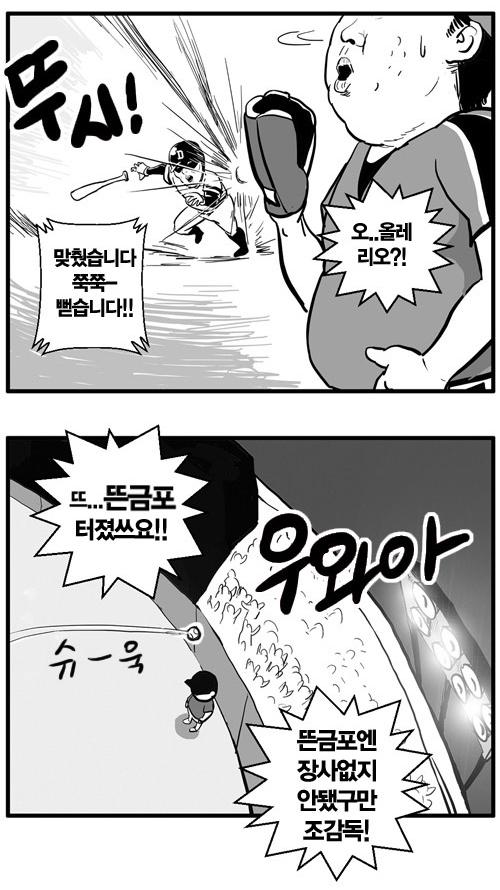 뚜시!
오..올레
리오?!
맞췄습니다
쭉쭉-
뻗습니다!!
뜨...뜬금포
터졌쓰요!!
우와아
슈-욱
뜬금포엔
장사없지
안됐구만
조감독!